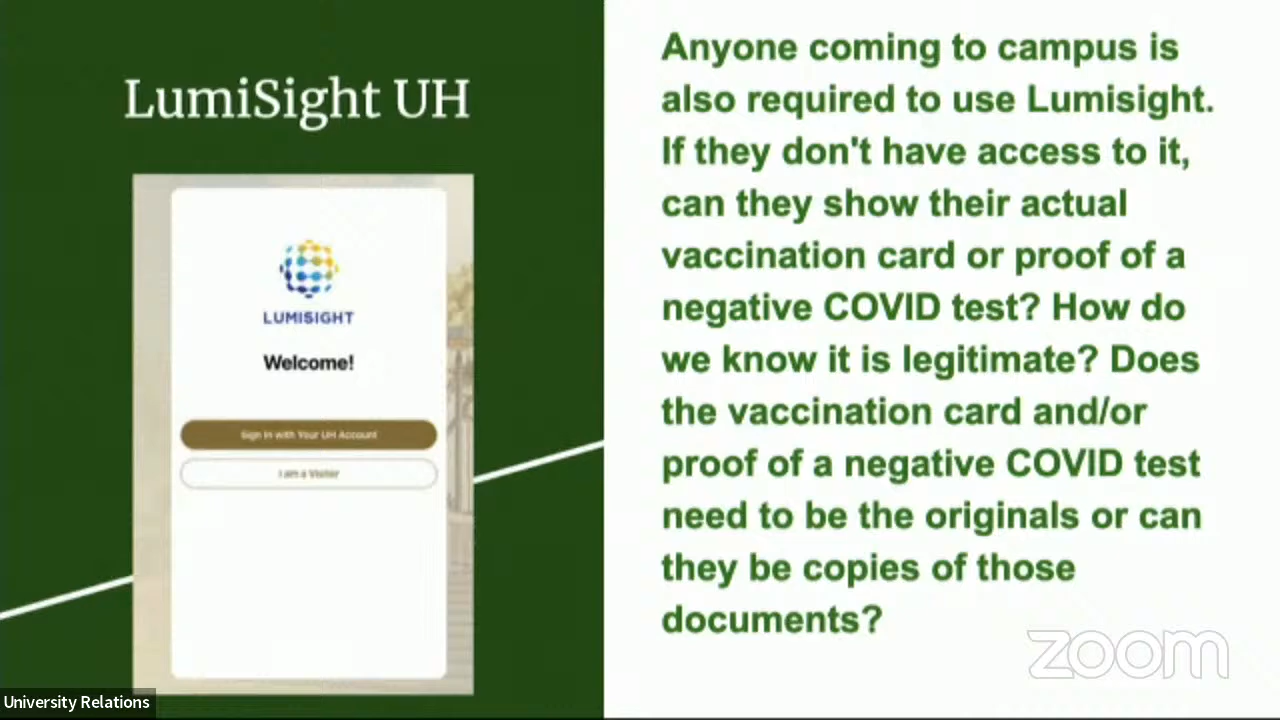 LumiSight UH
LUMISIGHT
Welcome!
Sign In with Your UH Account
I am a Visitor
Anyone coming to campus is
also required to use Lumisight.
If they don't have access to it,
can they show their actual
vaccination card or proof of a
negative COVID test? How do
we know it is legitimate? Does
the vaccination card and/or
proof of a negative COVID test
need to be the originals or can
they be copies of those
documents?
zoom
University Relations